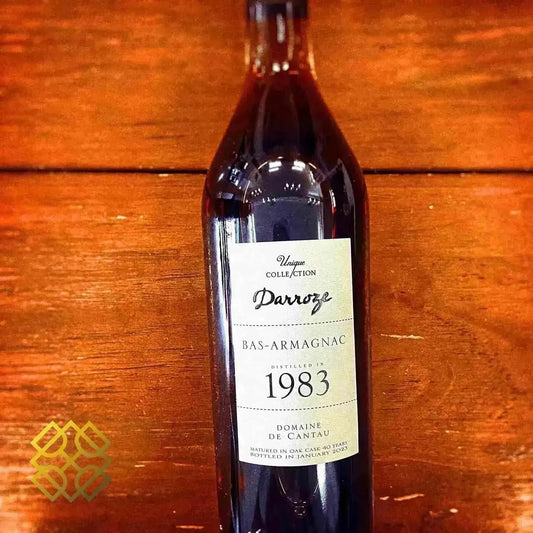 Unique
COLLECTION
Darroze
BAS-ARMAGNAC
DISTILLED IN
1983
DOMAINE
DE CANTAU
MATURED IN OAK CASK 40 YEARS
BOTTLED IN JANUARY 2023